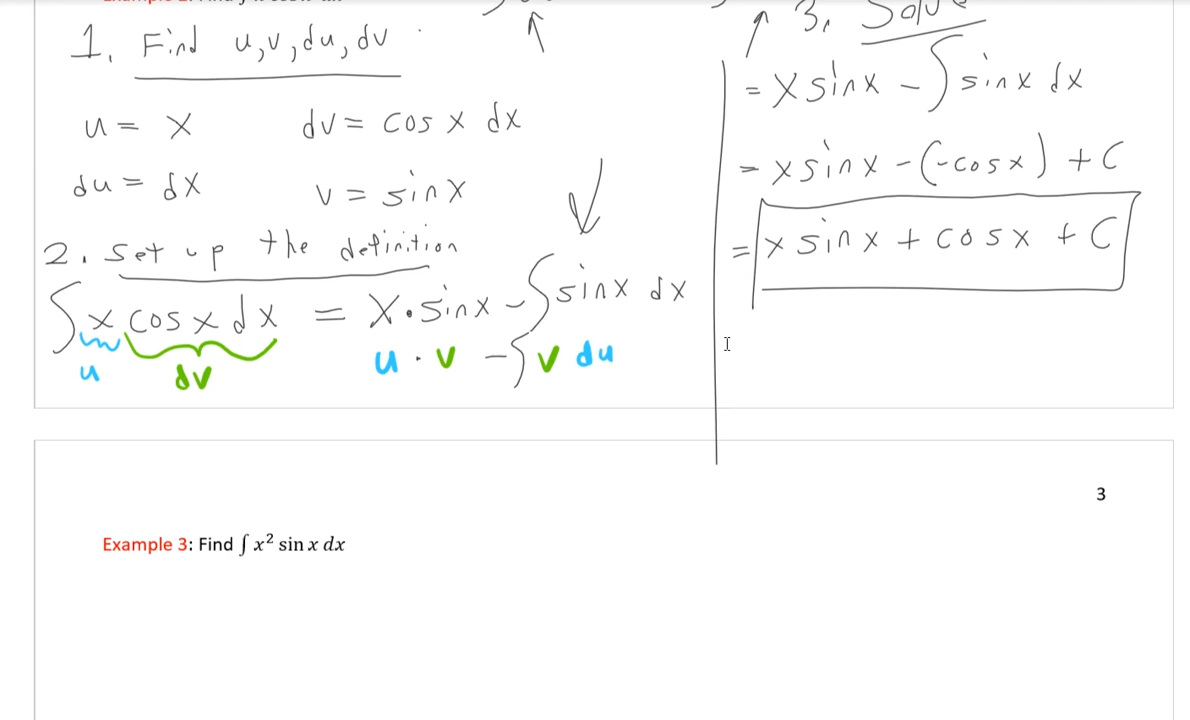 1. Find u,v,du,dv
u = x dv = cos x dx
du = dx v = sin x
2. set up the definition
∫ x cos x dx = x · sin x - ∫ sin x dx
u dv u · v - ∫ v du
3. Solve
= x sin x - ∫ sin x dx
= x sin x - (-cos x) + C
= x sin x + cos x + C
3
Example 3: Find ∫ x² sin x dx